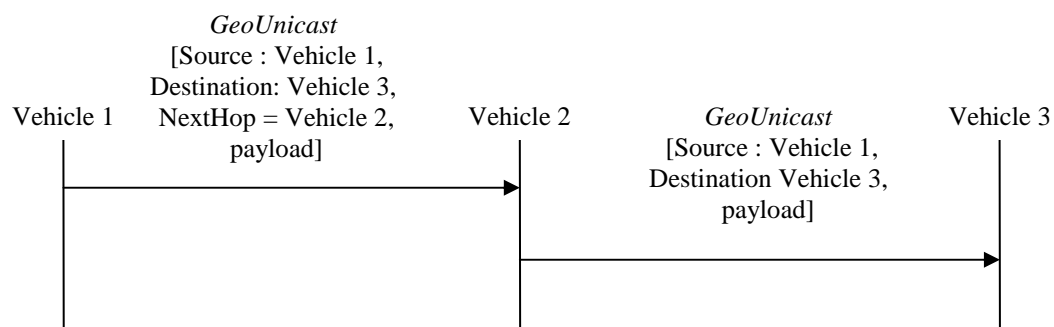 GeoUnicast
[Source : Vehicle 1,
Destination: Vehicle 3,
Vehicle 1
NextHop = Vehicle 2,
payload]
Vehicle 2
GeoUnicast
[Source : Vehicle 1,
Destination Vehicle 3,
payload]
Vehicle 3